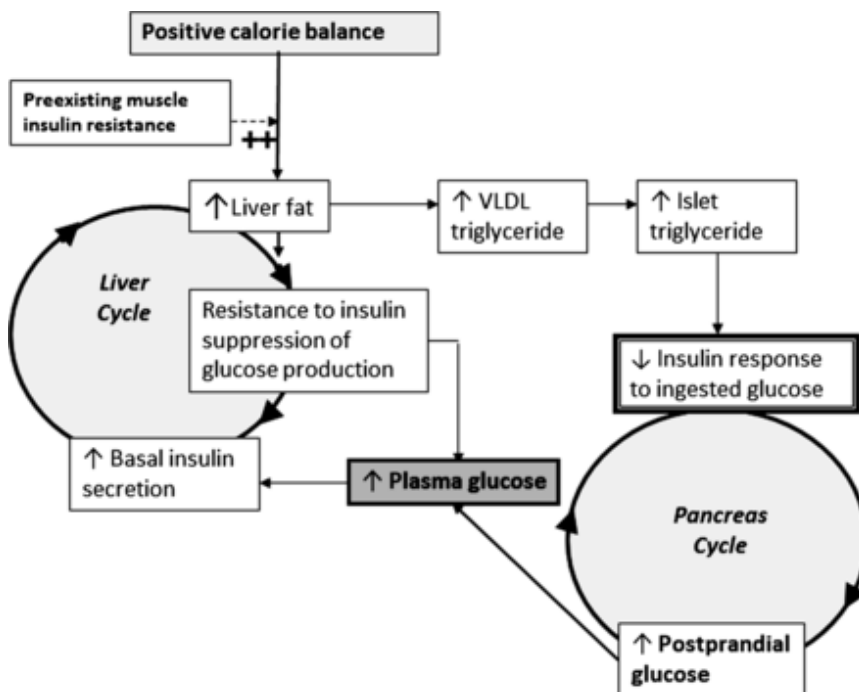 Positive calorie balance
Preexisting muscle
insulin resistance
++
↑Liver fat
↑ VLDL
triglyceride
↑ Islet
triglyceride
Liver
Cycle
Resistance to insulin
suppression of
glucose production
↓ Insulin response
to ingested glucose
↑ Basal insulin
secretion
↑ Plasma glucose
Pancreas
Cycle
↑ Postprandial
glucose